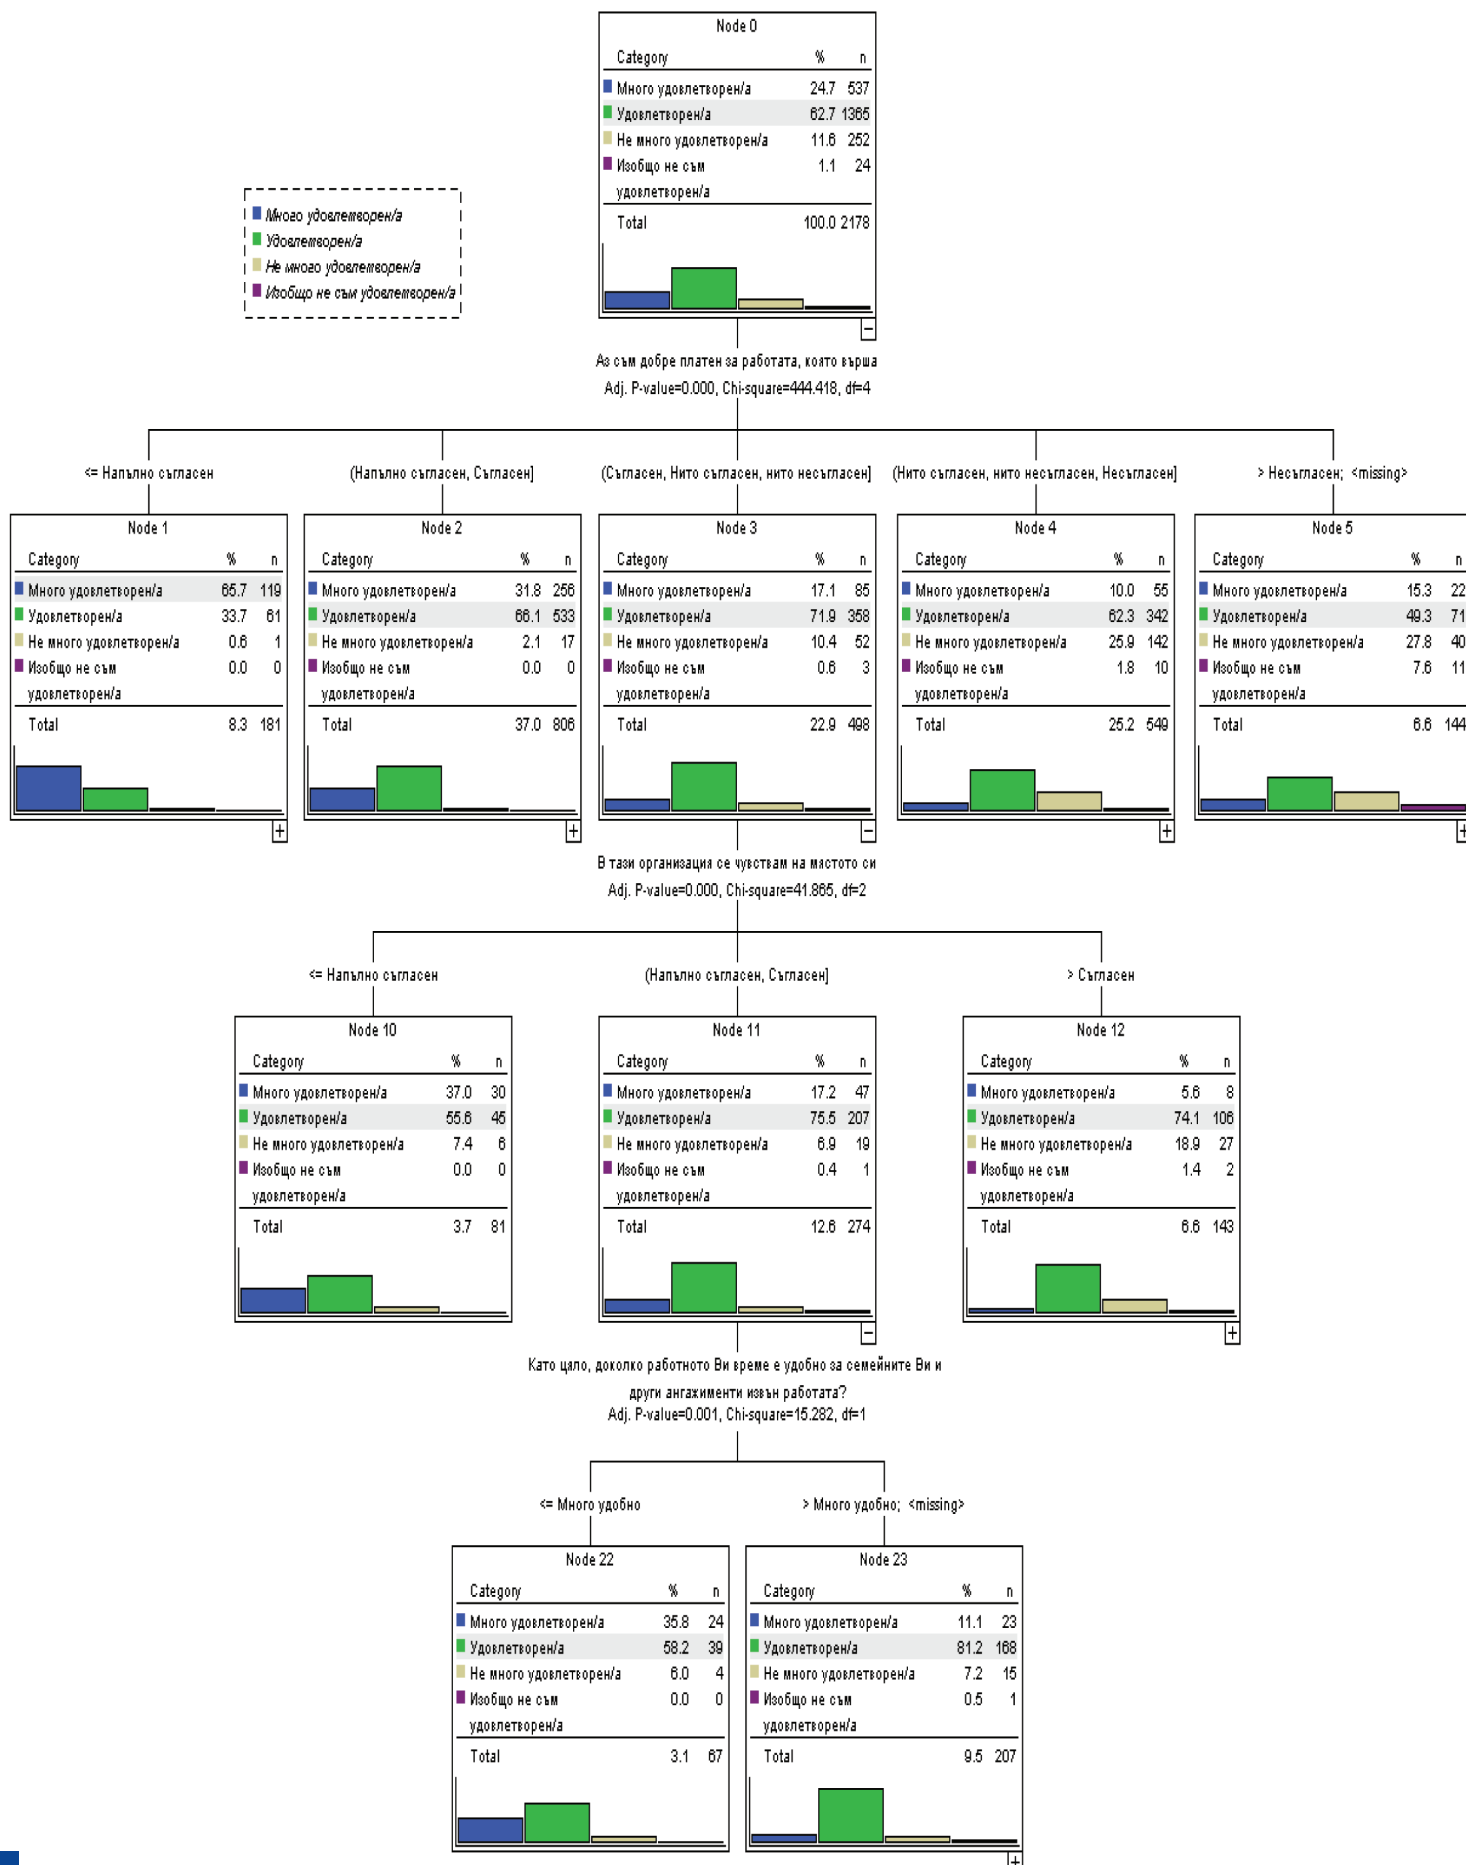 Node 0
Category % n
Много удовлетворен/а 24.7 537
Удовлетворен/а 62.7 1365
Не много удовлетворен/а 11.6 252
Изобщо не съм 1.1 24
удовлетворен/а
Total 100.0 2178
Много удовлетворен/а
Удовлетворен/а
Не много удовлетворен/а
Изобщо не съм удовлетворен/а
Аз съм добре платен за работата, която върша
Adj. P-value=0.000, Chi-square=444.418, df=4
<= Напълно съгласен
(Напълно съгласен, Съгласен]
(Съгласен, Нито съгласен, нито несъгласен]
(Нито съгласен, нито несъгласен, Несъгласен]
> Несъгласен; <missing>
Node 1
Category % n
Много удовлетворен/а 65.7 119
Удовлетворен/а 33.7 61
Не много удовлетворен/а 0.6 1
Изобщо не съм 0.0 0
удовлетворен/а
Total 8.3 181
Node 2
Category % n
Много удовлетворен/а 31.8 256
Удовлетворен/а 66.1 533
Не много удовлетворен/а 2.1 17
Изобщо не съм 0.0 0
удовлетворен/а
Total 37.0 806
Node 3
Category % n
Много удовлетворен/а 17.1 85
Удовлетворен/а 71.9 358
Не много удовлетворен/а 10.4 52
Изобщо не съм 0.6 3
удовлетворен/а
Total 22.9 498
Node 4
Category % n
Много удовлетворен/а 10.0 55
Удовлетворен/а 62.3 342
Не много удовлетворен/а 25.9 142
Изобщо не съм 1.8 10
удовлетворен/а
Total 25.2 549
Node 5
Category % n
Много удовлетворен/а 15.3 22
Удовлетворен/а 49.3 71
Не много удовлетворен/а 27.8 40
Изобщо не съм 7.6 11
удовлетворен/а
Total 6.6 144
В тази организация се чувствам на мястото си
Adj. P-value=0.000, Chi-square=41.865, df=2
<= Напълно съгласен
(Напълно съгласен, Съгласен]
> Съгласен
Node 10
Category % n
Много удовлетворен/а 37.0 30
Удовлетворен/а 55.6 45
Не много удовлетворен/а 7.4 6
Изобщо не съм 0.0 0
удовлетворен/а
Total 3.7 81
Node 11
Category % n
Много удовлетворен/а 17.2 47
Удовлетворен/а 75.5 207
Не много удовлетворен/а 6.9 19
Изобщо не съм 0.4 1
удовлетворен/а
Total 12.6 274
Node 12
Category % n
Много удовлетворен/а 5.6 8
Удовлетворен/а 74.1 106
Не много удовлетворен/а 18.9 27
Изобщо не съм 1.4 2
удовлетворен/а
Total 6.6 143
Като цяло, доколко работното Ви време е удобно за семейните Ви и
други ангажименти извън работата?
Adj. P-value=0.001, Chi-square=15.282, df=1
<= Много удобно
> Много удобно; <missing>
Node 22
Category % n
Много удовлетворен/а 35.8 24
Удовлетворен/а 58.2 39
Не много удовлетворен/а 6.0 4
Изобщо не съм 0.0 0
удовлетворен/а
Total 3.1 67
Node 23
Category % n
Много удовлетворен/а 11.1 23
Удовлетворен/а 81.2 168
Не много удовлетворен/а 7.2 15
Изобщо не съм 0.5 1
удовлетворен/а
Total 9.5 207